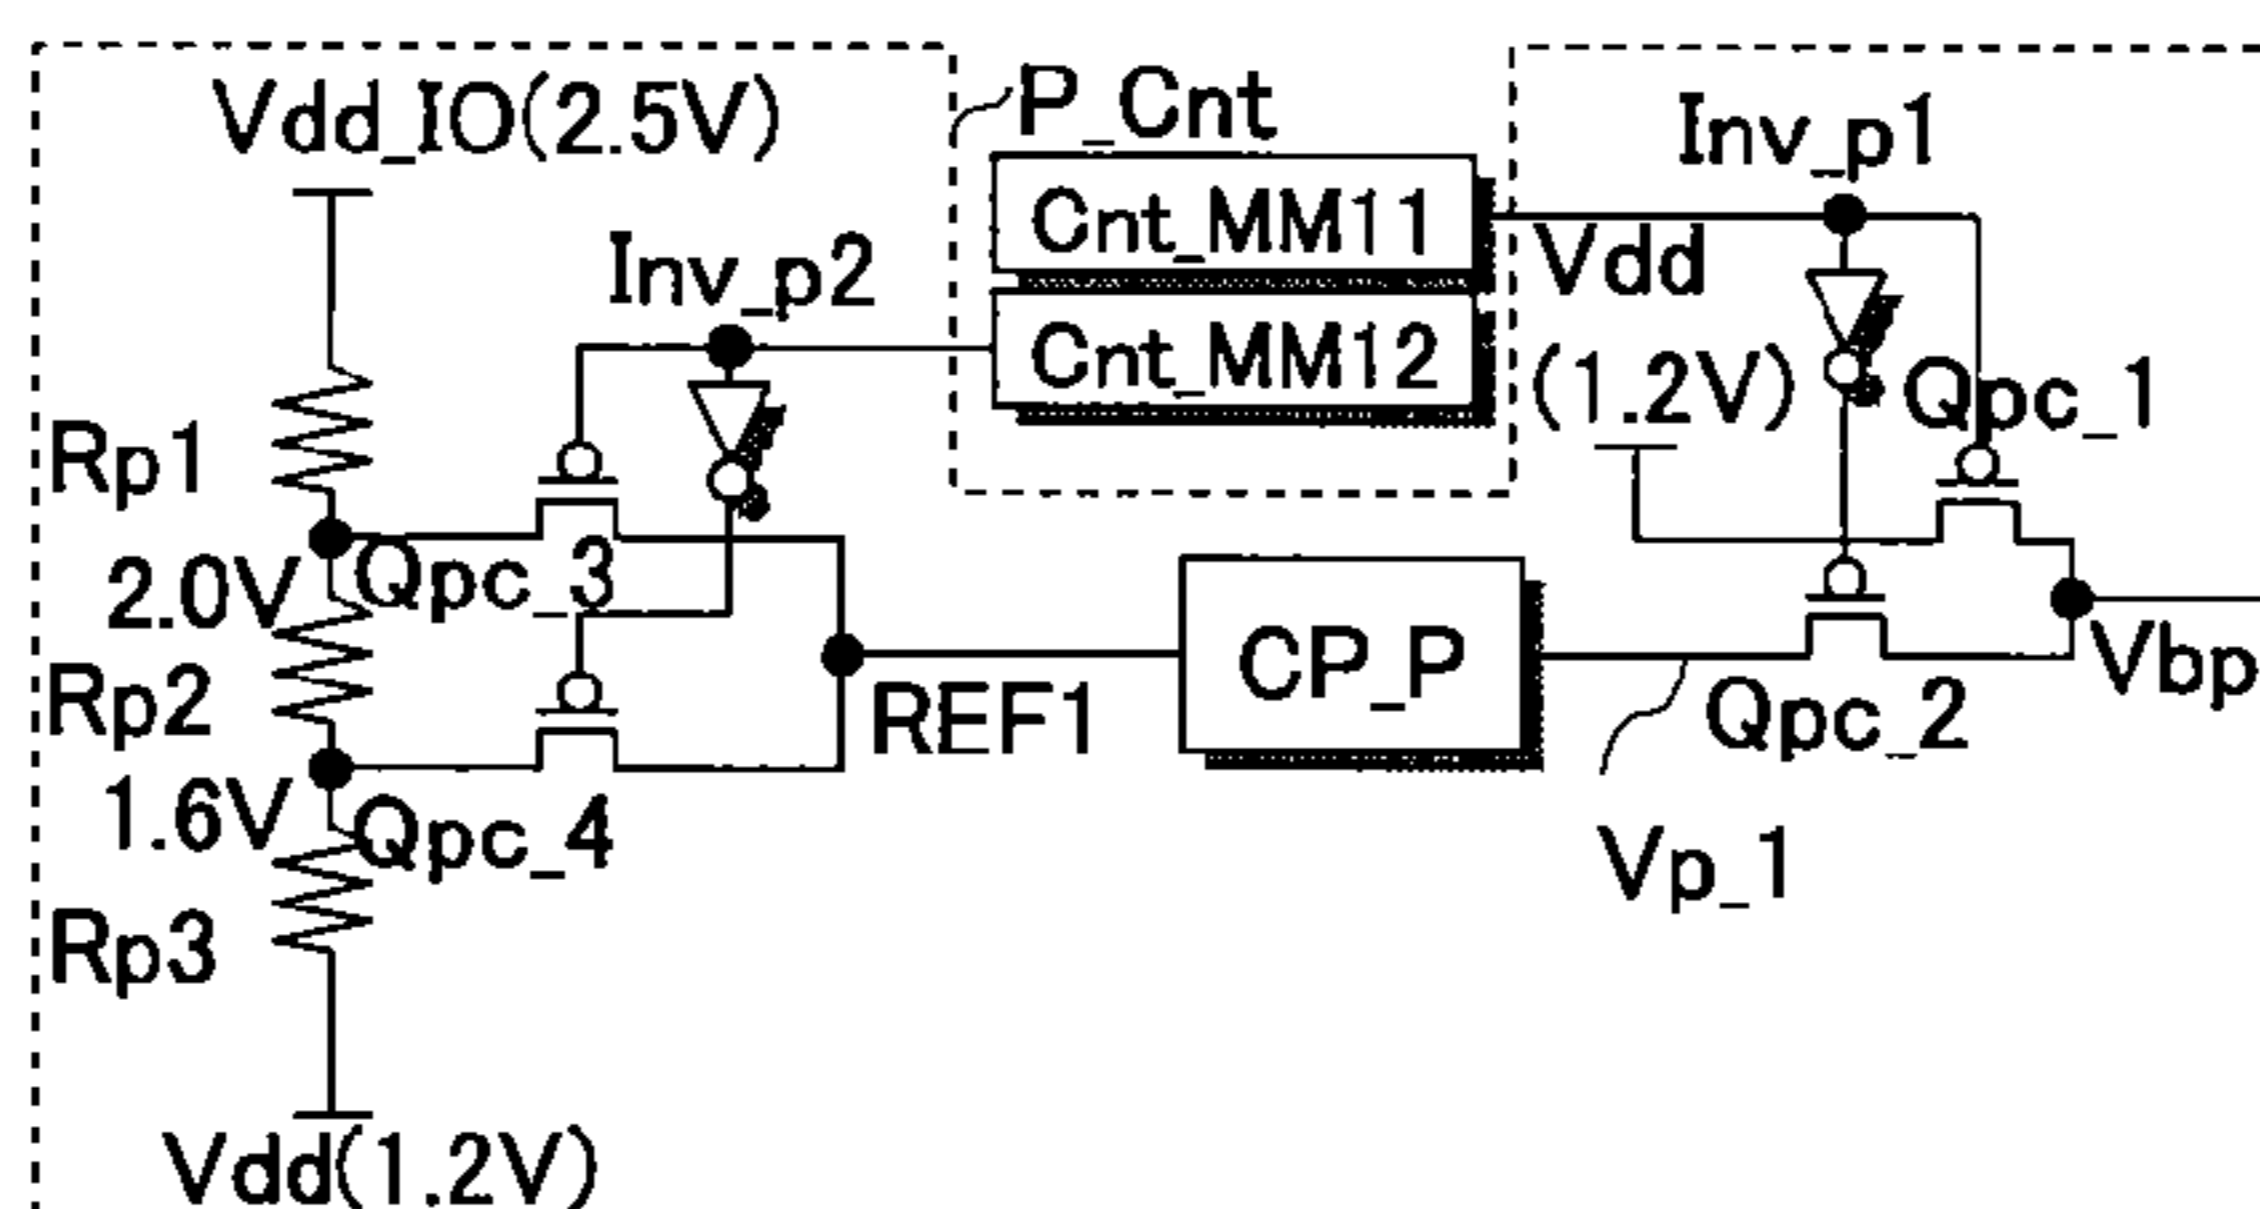 Vdd_IO(2.5V)
P_Cnt
Inv_p1
Cnt_MM11
Vdd
(1.2V)
Inv_p2
Cnt_MM12
Qpc_1
Rp1
Qpc_3
2.0V
Rp2
REF1
CP_P
Qpc_2
Vbp
1.6V
Qpc_4
Vp_1
Rp3
Vdd(1.2V)